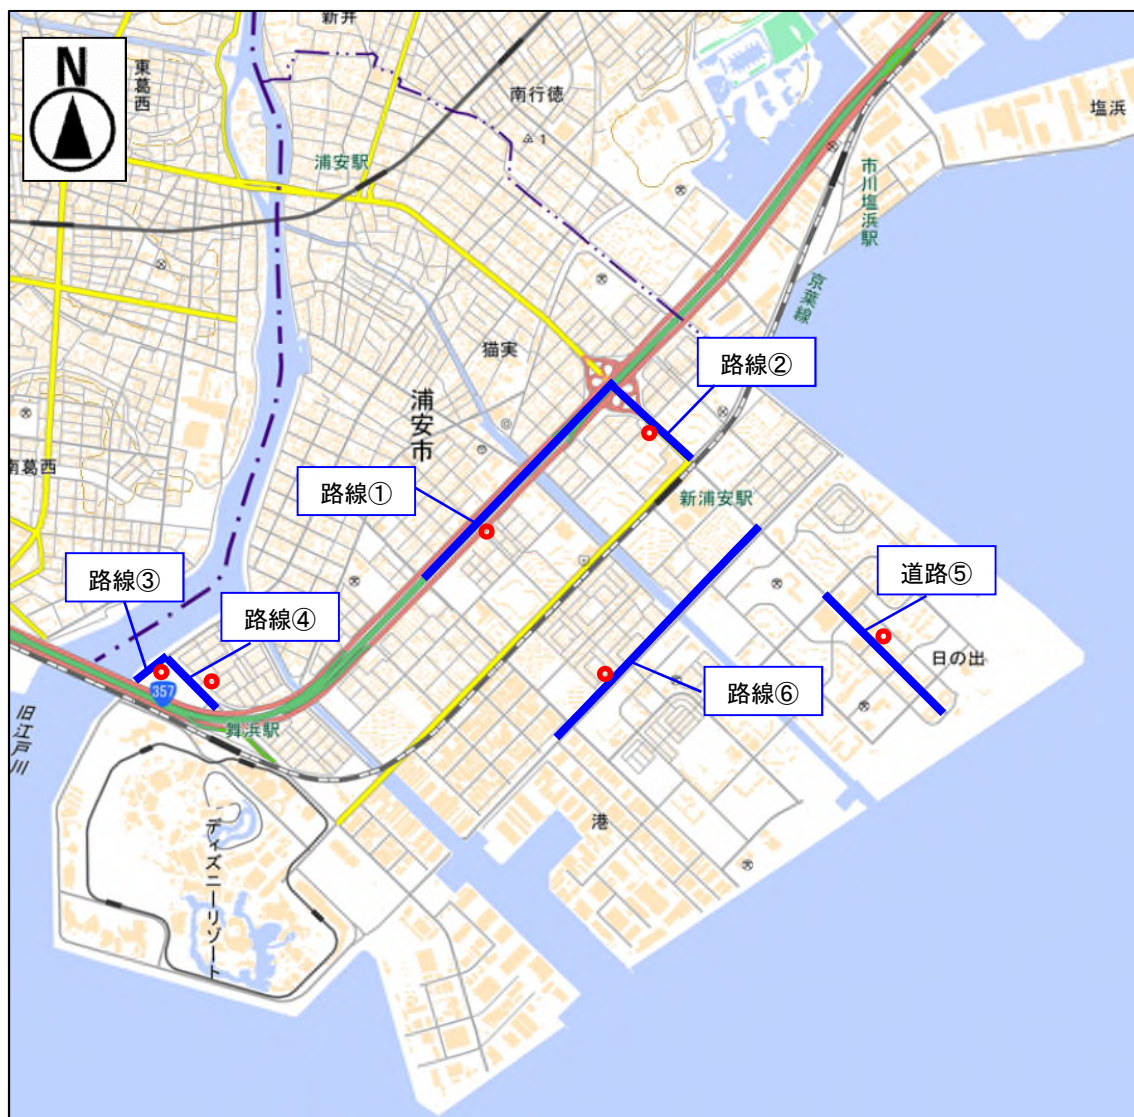 新井
N
東葛西
南行徳
1
塩浜
浦安駅
市川塩浜駅
京葉線
猫実
路線②
浦安市
南葛西
路線①
新浦安駅
路線③
道路⑤
路線④
日の出
357
路線⑥
舞浜駅
旧江戸川
港
ディズニーリゾート